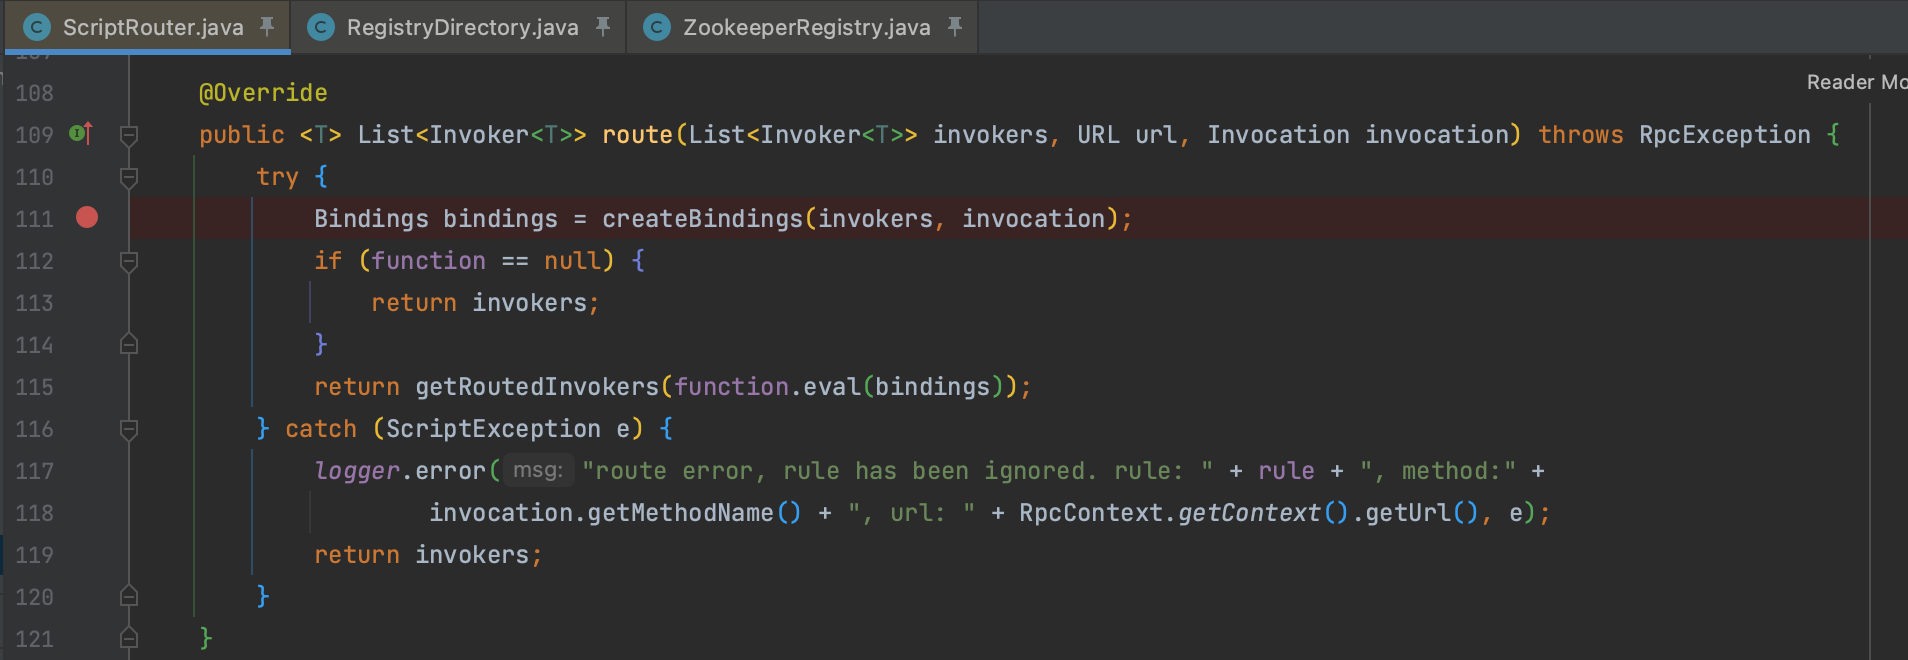 ScriptRouter.java RegistryDirectory.java ZookeeperRegistry.java
Reader Mo
108 @Override
109 public <T> List<Invoker<T>> route(List<Invoker<T>> invokers, URL url, Invocation invocation) throws RpcException {
110 try {
111 Bindings bindings = createBindings(invokers, invocation);
112 if (function == null) {
113 return invokers;
114 }
115 return getRoutedInvokers(function.eval(bindings));
116 } catch (ScriptException e) {
117 logger.error( msg: "route error, rule has been ignored. rule: " + rule + ", method:" +
118 invocation.getMethodName() + ", url: " + RpcContext.getContext().getUrl(), e);
119 return invokers;
120 }
121 }